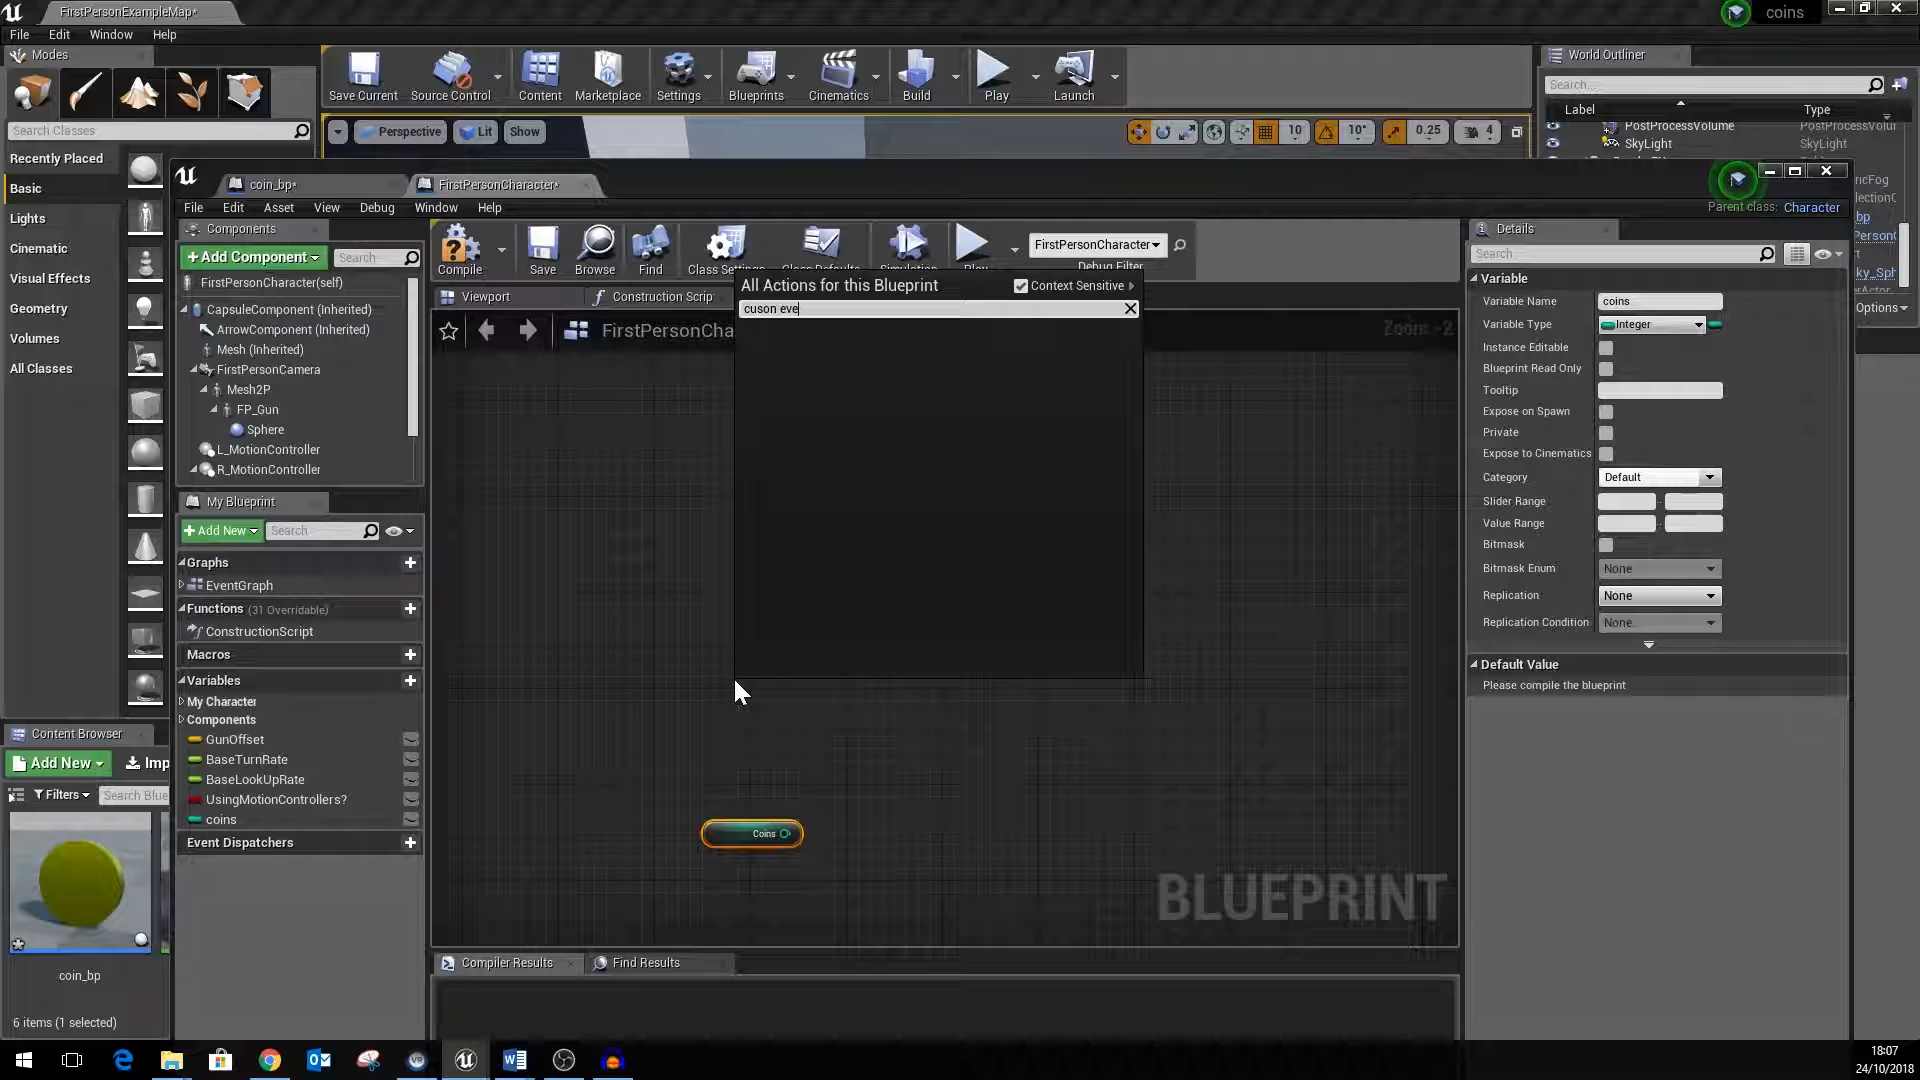 FirstPersonExampleMap*
coins
File Edit Window Help
Modes
Search Classes
Recently Placed
Basic
Lights
Cinematic
Visual Effects
Geometry
Volumes
All Classes
Save Current Source Control Content Marketplace Settings Blueprints Cinematics Build Play Launch
Perspective Lit Show
10 10° 0.25 4
World Outliner
Search...
Label Type
PostProcessVolume PostProcessVolur
SkyLight SkyLight
ricFog
lectionC
bp
PersonC
rt
ky_Sph
erActor
Options
coin_bp*
FirstPersonCharacter*
Parent class: Character
File Edit Asset View Debug Window Help
Components
+Add Component
Search
FirstPersonCharacter(self)
CapsuleComponent (Inherited)
ArrowComponent (Inherited)
Mesh (Inherited)
FirstPersonCamera
Mesh2P
FP_Gun
Sphere
L_MotionController
R_MotionController
My Blueprint
+Add New
Search
Graphs
EventGraph
Functions (31 Overridable)
ConstructionScript
Macros
Variables
My Character
Components
GunOffset
BaseTurnRate
BaseLookUpRate
UsingMotionControllers?
coins
Event Dispatchers
Compile Save Browse Find Class Settings Class Defaults Simulation Play
FirstPersonCharacter
Debug Filter
Viewport
Construction Scrip
FirstPersonCha
Zoom -2
All Actions for this Blueprint
Context Sensitive
cuson eve
Coins
BLUEPRINT
Compiler Results
Find Results
Details
Search
Variable
Variable Name coins
Variable Type Integer
Instance Editable
Blueprint Read Only
Tooltip
Expose on Spawn
Private
Expose to Cinematics
Category Default
Slider Range
Value Range
Bitmask
Bitmask Enum None
Replication None
Replication Condition None
Default Value
Please compile the blueprint
Content Browser
Add New Imp
Filters Search Blue
coin_bp
6 items (1 selected)
18:07
24/10/2018